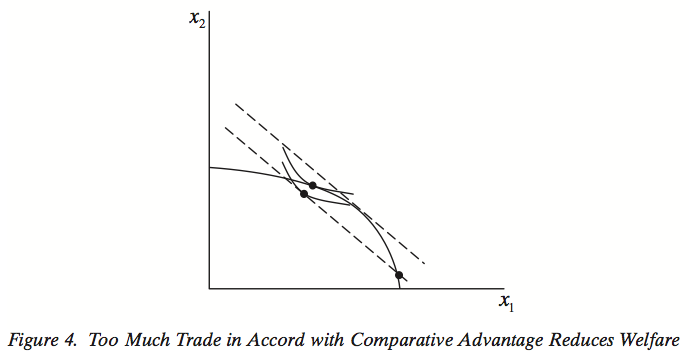 x2
x1
Figure 4. Too Much Trade in Accord with Comparative Advantage Reduces Welfare